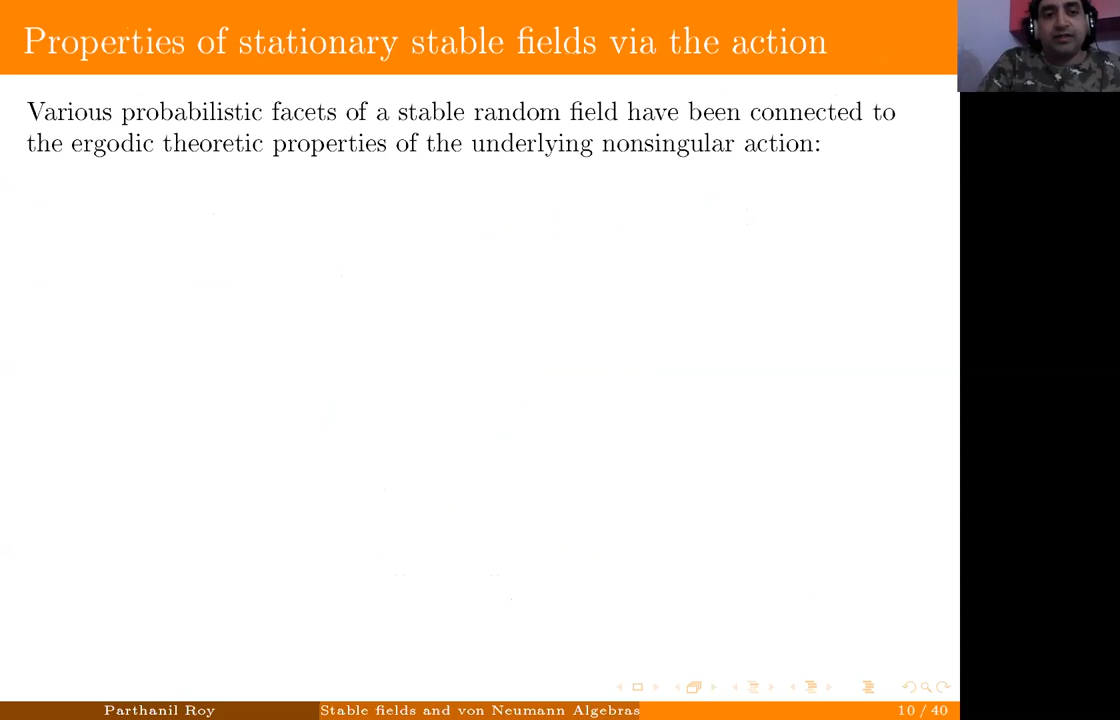 Properties of stationary stable fields via the action
Various probabilistic facets of a stable random field have been connected to
the ergodic theoretic properties of the underlying nonsingular action:
Parthanil Roy
Stable fields and von Neumann Algebras
10 / 40